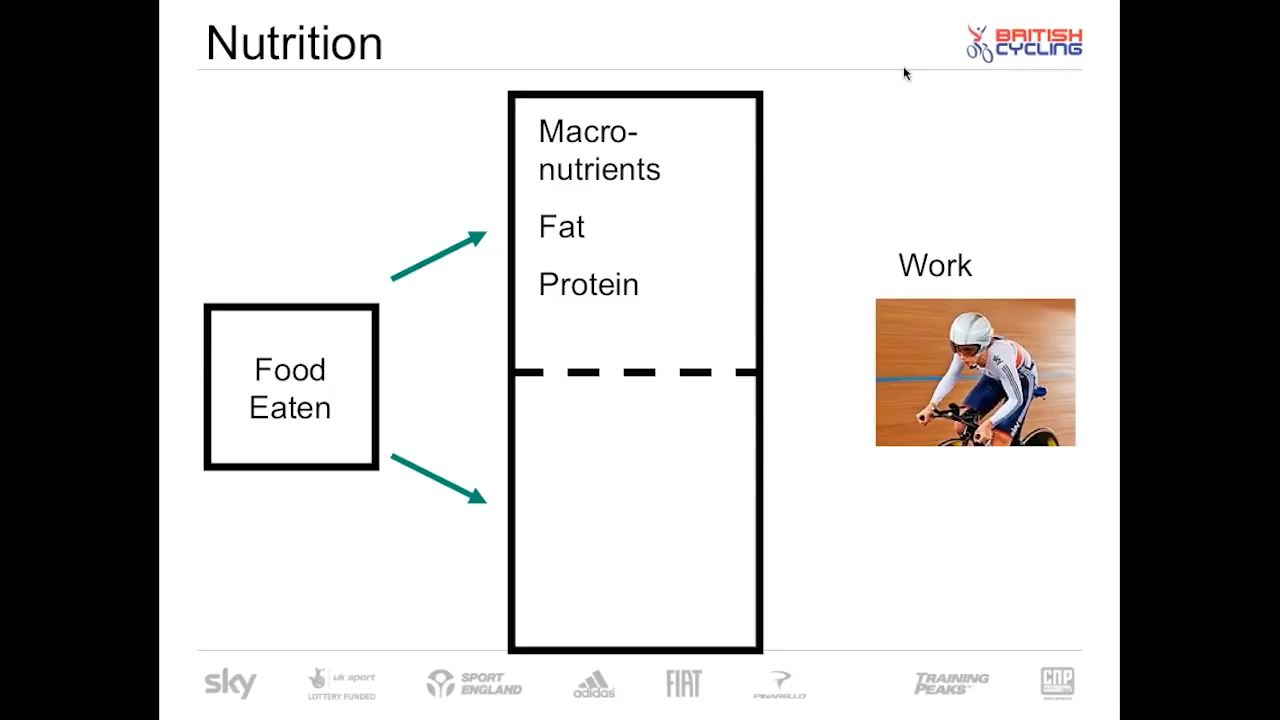 Nutrition
BRITISH
CYCLING
Macro-
nutrients
Fat
Protein
Work
Food
Eaten
sky
uk sport
LOTTERY FUNDED
SPORT
ENGLAND
adidas
FIAT
PINARELLO
TRAINING
PEAKS
CNP